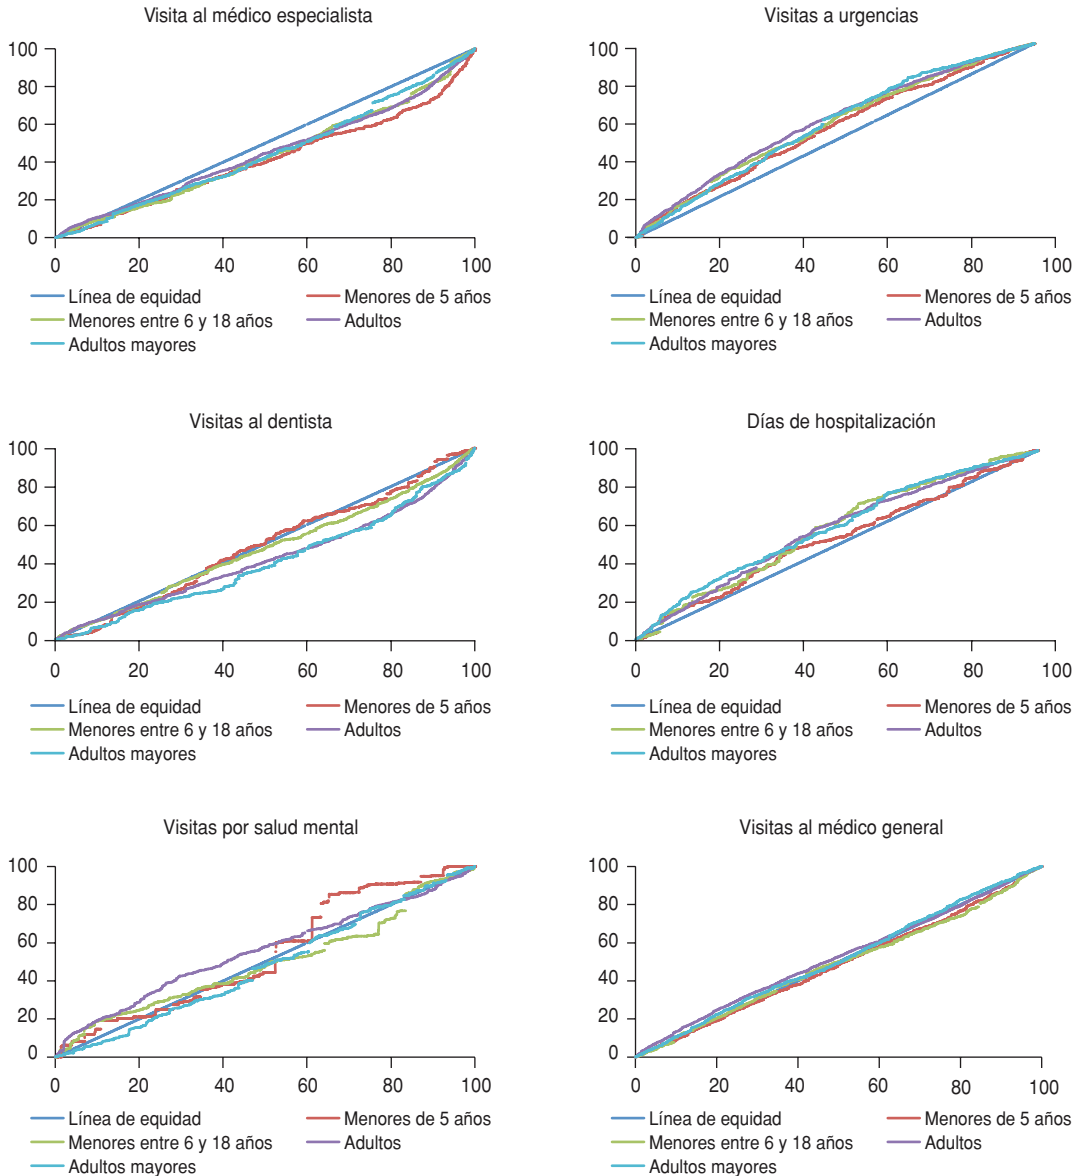 Visita al médico especialista
100
80
60
40
20
0
0 20 40 60 80 100
Línea de equidad Menores de 5 años
Menores entre 6 y 18 años Adultos
Adultos mayores
Visitas a urgencias
100
80
60
40
20
0
0 20 40 60 80 100
Línea de equidad Menores de 5 años
Menores entre 6 y 18 años Adultos
Adultos mayores
Visitas al dentista
100
80
60
40
20
0
0 20 40 60 80 100
Línea de equidad Menores de 5 años
Menores entre 6 y 18 años Adultos
Adultos mayores
Días de hospitalización
100
80
60
40
20
0
0 20 40 60 80 100
Línea de equidad Menores de 5 años
Menores entre 6 y 18 años Adultos
Adultos mayores
Visitas por salud mental
100
80
60
40
20
0
0 20 40 60 80 100
Línea de equidad Menores de 5 años
Menores entre 6 y 18 años Adultos
Adultos mayores
Visitas al médico general
100
80
60
40
20
0
0 20 40 60 80 100
Línea de equidad Menores de 5 años
Menores entre 6 y 18 años Adultos
Adultos mayores